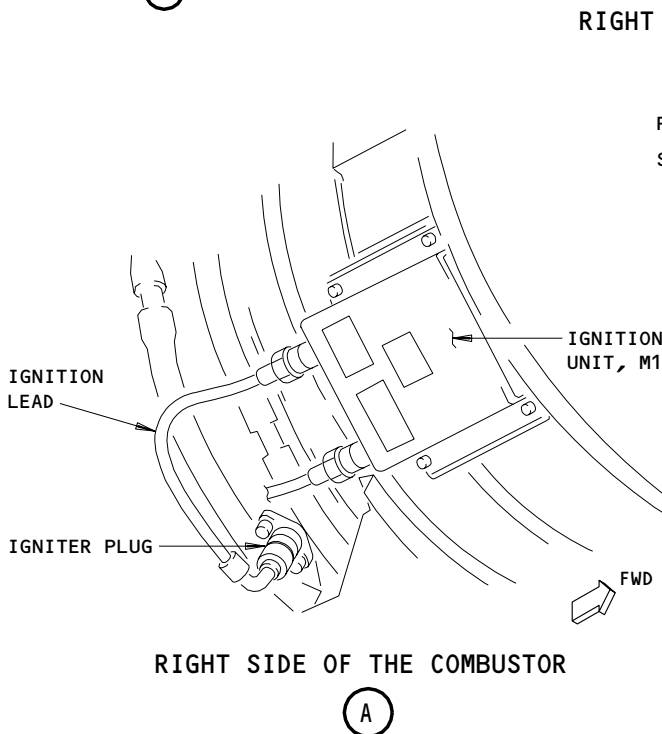 RIGHT
IGNITION
UNIT, M1
IGNITION
LEAD
IGNITER PLUG
FWD
RIGHT SIDE OF THE COMBUSTOR
A